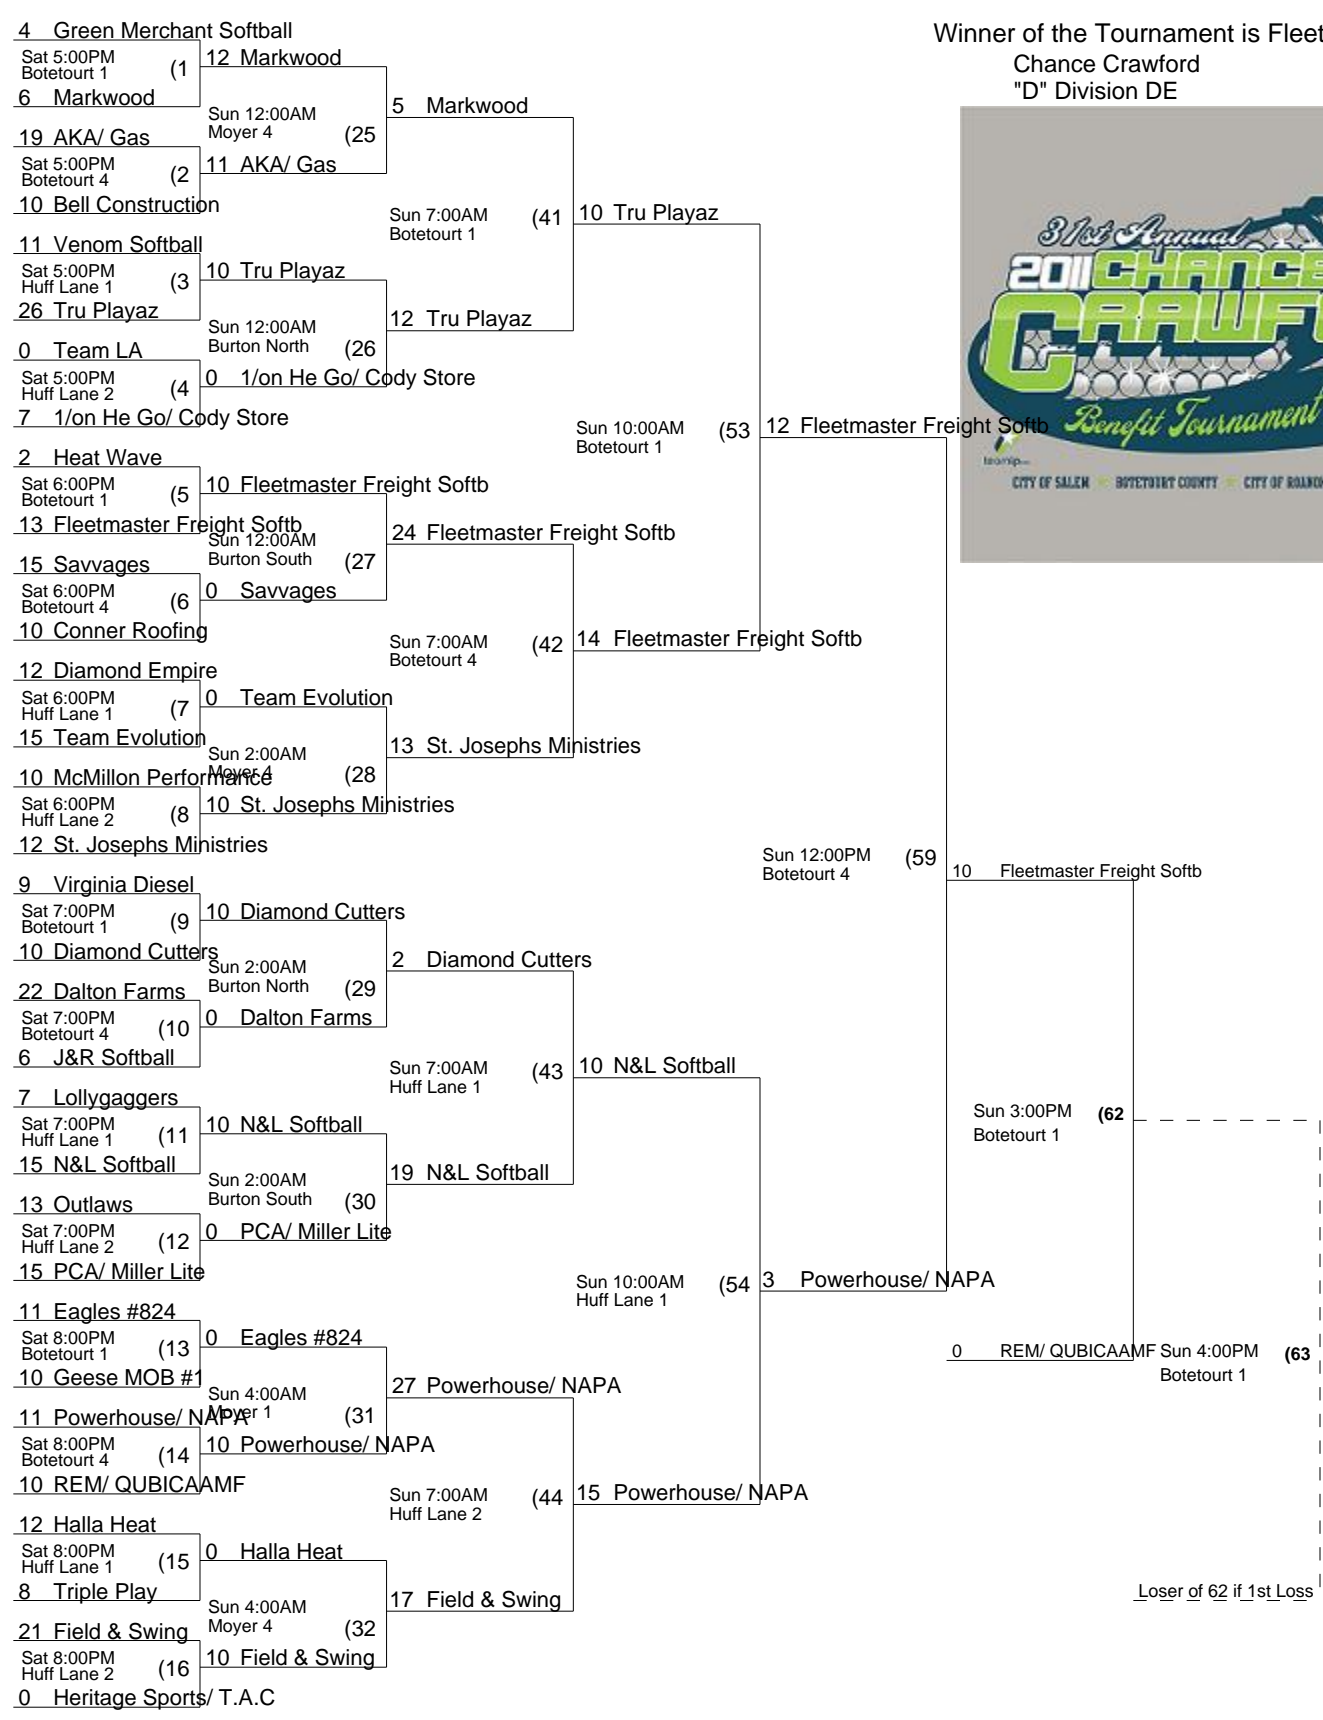 Winner of the Tournament is Fleet
Chance Crawford
"D" Division DE
31st Annual
2011 CHANCE
CRAWF
Benefit Tournament
teamip
CITY OF SALEM BOTETOURT COUNTY CITY OF ROANO
4 Green Merchant Softball
Sat 5:00PM
Botetourt 1 (1
6 Markwood
19 AKA/ Gas
Sat 5:00PM
Botetourt 4 (2
10 Bell Construction
11 Venom Softball
Sat 5:00PM
Huff Lane 1 (3
26 Tru Playaz
0 Team LA
Sat 5:00PM
Huff Lane 2 (4
7 1/on He Go/ Cody Store
2 Heat Wave
Sat 6:00PM
Botetourt 1 (5
13 Fleetmaster Freight Softb
15 Savvages
Sat 6:00PM
Botetourt 4 (6
10 Conner Roofing
12 Diamond Empire
Sat 6:00PM
Huff Lane 1 (7
15 Team Evolution
10 McMillon Performance
Sat 6:00PM
Huff Lane 2 (8
12 St. Josephs Ministries
9 Virginia Diesel
Sat 7:00PM
Botetourt 1 (9
10 Diamond Cutters
22 Dalton Farms
Sat 7:00PM
Botetourt 4 (10
6 J&R Softball
7 Lollygaggers
Sat 7:00PM
Huff Lane 1 (11
15 N&L Softball
13 Outlaws
Sat 7:00PM
Huff Lane 2 (12
15 PCA/ Miller Lite
11 Eagles #824
Sat 8:00PM
Botetourt 1 (13
10 Geese MOB #1
11 Powerhouse/ NAPA
Sat 8:00PM
Botetourt 4 (14
10 REM/ QUBICAAMF
12 Halla Heat
Sat 8:00PM
Huff Lane 1 (15
8 Triple Play
21 Field & Swing
Sat 8:00PM
Huff Lane 2 (16
0 Heritage Sports/ T.A.C
12 Markwood
Sun 12:00AM
Moyer 4 (25
11 AKA/ Gas
10 Tru Playaz
Sun 12:00AM
Burton North (26
0 1/on He Go/ Cody Store
10 Fleetmaster Freight Softb
Sun 12:00AM
Burton South (27
0 Savvages
0 Team Evolution
Sun 2:00AM
Moyer 4 (28
10 St. Josephs Ministries
10 Diamond Cutters
Sun 2:00AM
Burton North (29
0 Dalton Farms
10 N&L Softball
Sun 2:00AM
Burton South (30
0 PCA/ Miller Lite
0 Eagles #824
Sun 4:00AM
Moyer 1 (31
10 Powerhouse/ NAPA
0 Halla Heat
Sun 4:00AM
Moyer 4 (32
10 Field & Swing
5 Markwood
Sun 7:00AM
Botetourt 1 (41
12 Tru Playaz
24 Fleetmaster Freight Softb
Sun 7:00AM
Botetourt 4 (42
13 St. Josephs Ministries
2 Diamond Cutters
Sun 7:00AM
Huff Lane 1 (43
19 N&L Softball
27 Powerhouse/ NAPA
Sun 7:00AM
Huff Lane 2 (44
17 Field & Swing
10 Tru Playaz
Sun 10:00AM
Botetourt 1 (53
14 Fleetmaster Freight Softb
10 N&L Softball
Sun 10:00AM
Huff Lane 1 (54
15 Powerhouse/ NAPA
12 Fleetmaster Freight Softb
Sun 12:00PM
Botetourt 4 (59
3 Powerhouse/ NAPA
10 Fleetmaster Freight Softb
Sun 3:00PM
Botetourt 1 (62
0 REM/ QUBICAAMF
Sun 4:00PM
Botetourt 1 (63
Loser of 62 if 1st Loss